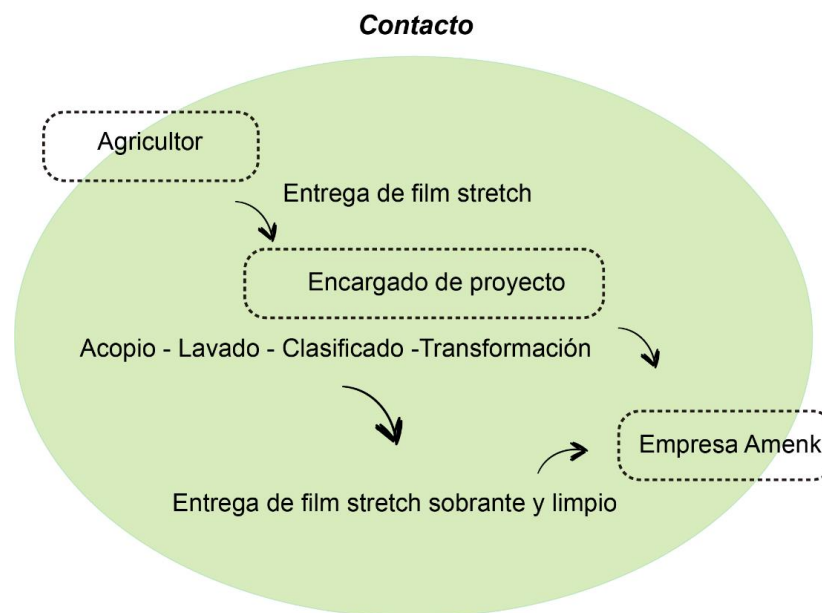 Contacto
Agricultor
Entrega de film stretch
Encargado de proyecto
Acopio - Lavado - Clasificado -Transformación
Empresa Amenk
Entrega de film stretch sobrante y limpio